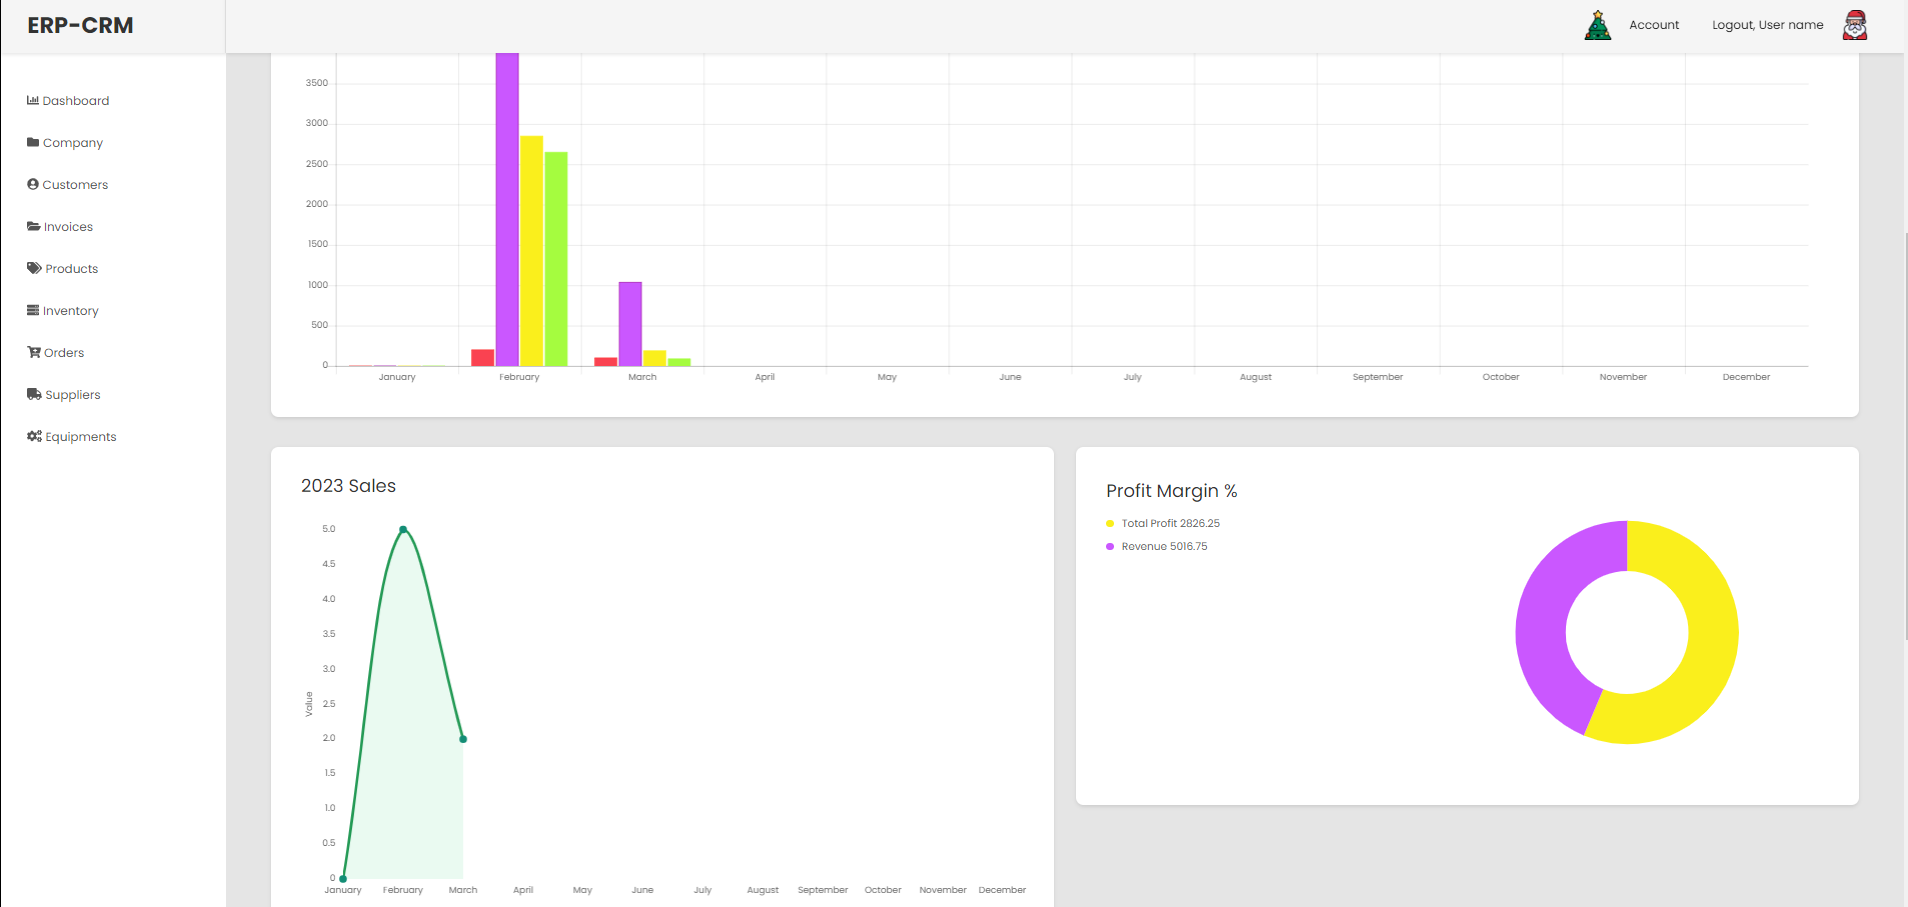 ERP-CRM
Account
Logout, User name
Dashboard
Company
Customers
Invoices
Products
Inventory
Orders
Suppliers
Equipments
3500
3000
2500
2000
1500
1000
500
0
January February March April May June July August September October November December
2023 Sales
5.0
4.5
4.0
3.5
3.0
2.5
2.0
1.5
1.0
0.5
0
Value
January February March April May June July August September October November December
Profit Margin %
Total Profit 2826.25
Revenue 5016.75